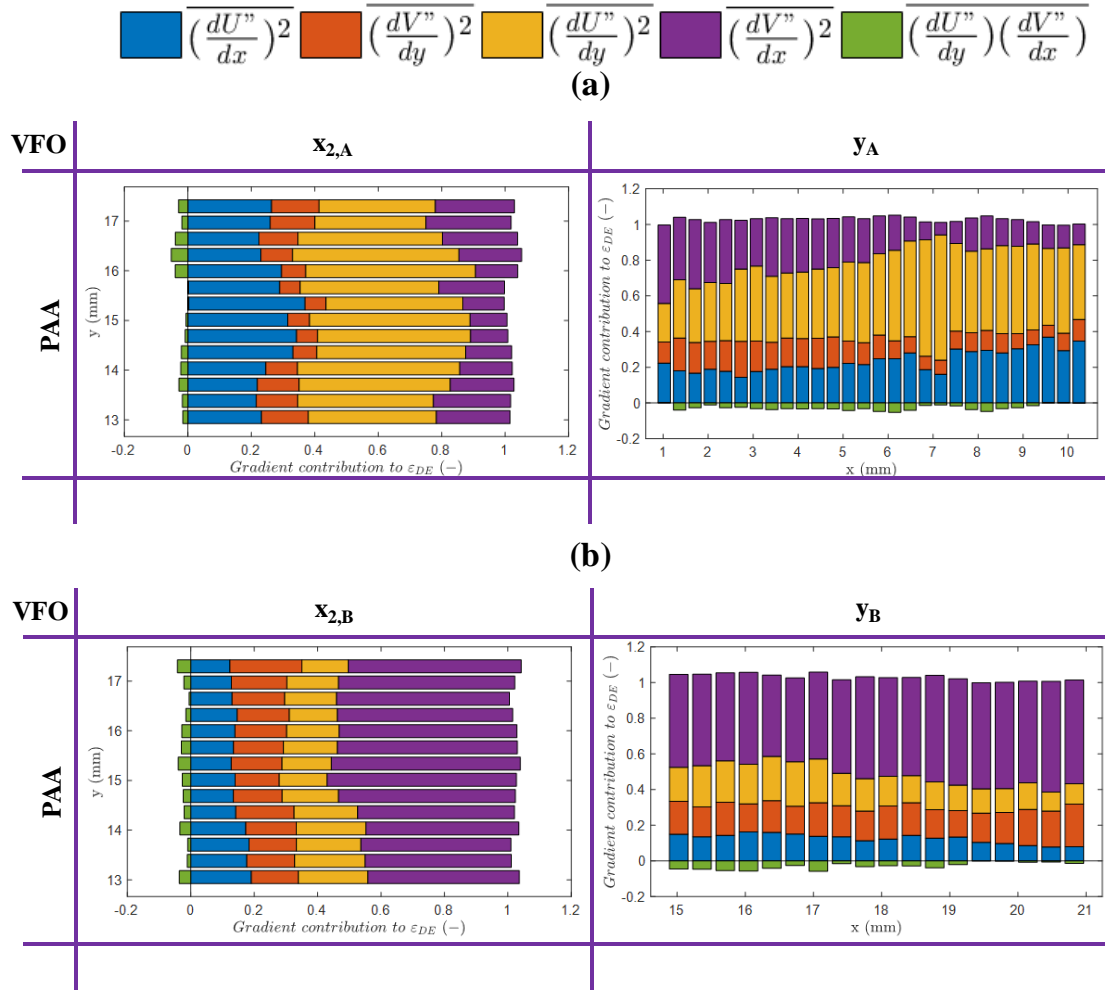 (dU”/dx)² (dV”/dy)² (dU”/dy)² (dV”/dx)² (dU”/dy)(dV”/dx)
(a)
VFO x2,A yA
PAA
y (mm)
17
16
15
14
13
-0.2 0 0.2 0.4 0.6 0.8 1 1.2
Gradient contribution to εDE (−)
Gradient contribution to εDE (−)
1.2
1
0.8
0.6
0.4
0.2
0
-0.2
1 2 3 4 5 6 7 8 9 10
x (mm)
(b)
VFO x2,B yB
PAA
y (mm)
17
16
15
14
13
-0.2 0 0.2 0.4 0.6 0.8 1 1.2
Gradient contribution to εDE (−)
Gradient contribution to εDE (−)
1.2
1
0.8
0.6
0.4
0.2
0
-0.2
15 16 17 18 19 20 21
x (mm)